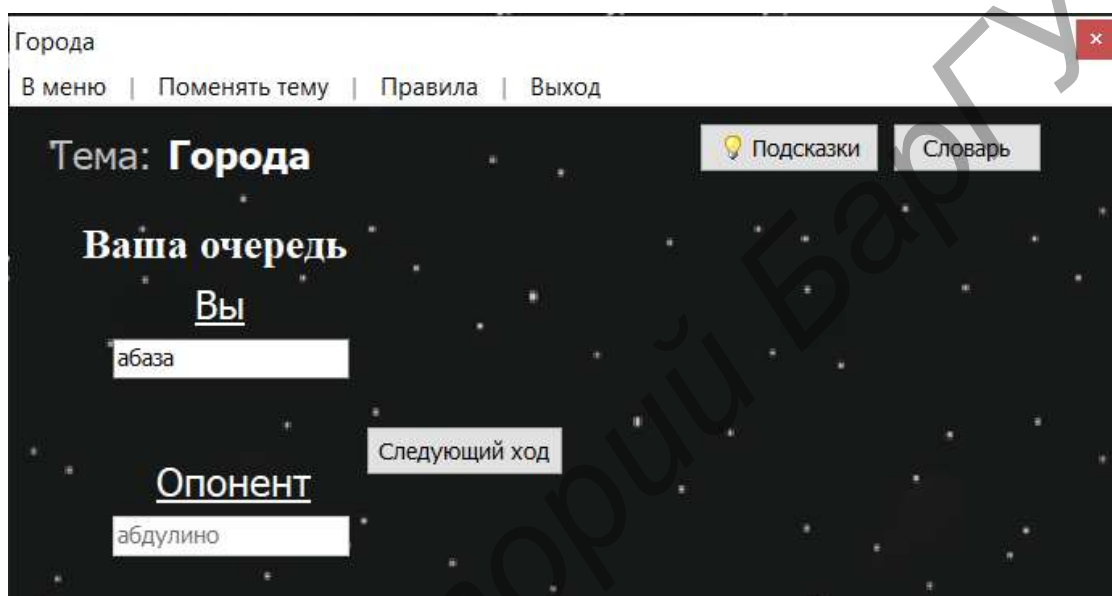 Города
В меню | Поменять тему | Правила | Выход
Тема: Города
Подсказки
Словарь
Ваша очередь
Вы
абаза
Следующий ход
Опонент
абдулино